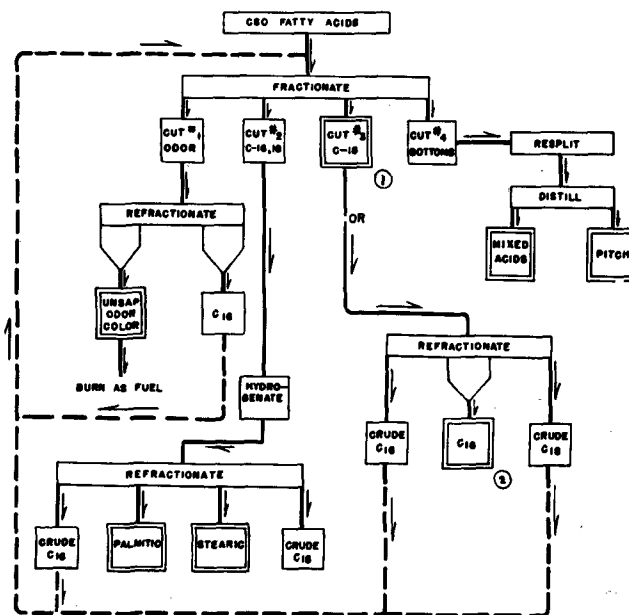 CSO FATTY ACIDS
FRACTIONATE
CUT #1
ODOR
CUT #2
C-16,18
CUT #3
C-18
CUT #4
BOTTOMS
1
RESPLIT
DISTILL
MIXED
ACIDS
PITCH
REFRACTIONATE
OR
UNSAP
ODOR
COLOR
C16
BURN AS FUEL
HYDRO-
GENATE
REFRACTIONATE
CRUDE
C16
C18
CRUDE
C18
2
REFRACTIONATE
CRUDE
C16
PALMITIC
STEARIC
CRUDE
C18